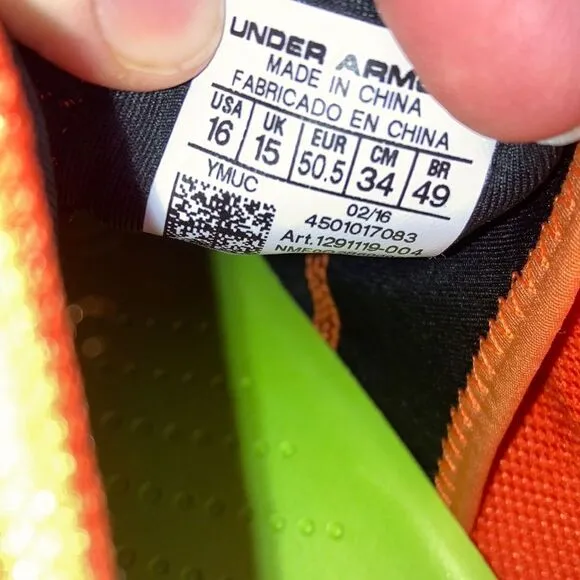 UNDER ARMO
MADE IN CHINA
FABRICADO EN CHINA
USA UK EUR CM BR
16 15 50.5 34 49
YMUC
02/16
4501017083
Art.1291119-004